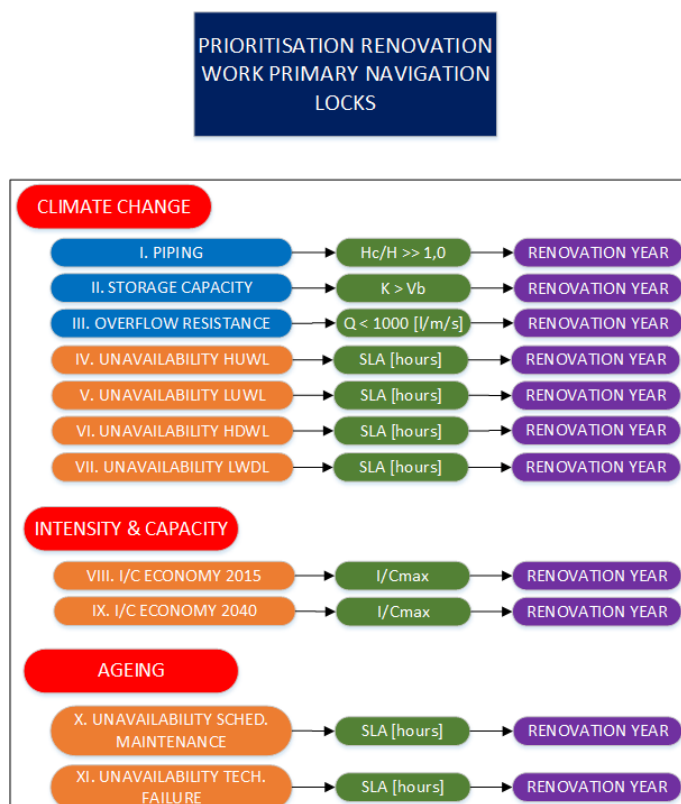 PRIORITISATION RENOVATION
WORK PRIMARY NAVIGATION
LOCKS
CLIMATE CHANGE
I. PIPING Hc/H >> 1,0 RENOVATION YEAR
II. STORAGE CAPACITY K > Vb RENOVATION YEAR
III. OVERFLOW RESISTANCE Q < 1000 [l/m/s] RENOVATION YEAR
IV. UNAVAILABILITY HUWL SLA [hours] RENOVATION YEAR
V. UNAVAILABILITY LUWL SLA [hours] RENOVATION YEAR
VI. UNAVAILABILITY HDWL SLA [hours] RENOVATION YEAR
VII. UNAVAILABILITY LWDL SLA [hours] RENOVATION YEAR
INTENSITY & CAPACITY
VIII. I/C ECONOMY 2015 I/Cmax RENOVATION YEAR
IX. I/C ECONOMY 2040 I/Cmax RENOVATION YEAR
AGEING
X. UNAVAILABILITY SCHED.
MAINTENANCE SLA [hours] RENOVATION YEAR
XI. UNAVAILABILITY TECH.
FAILURE SLA [hours] RENOVATION YEAR